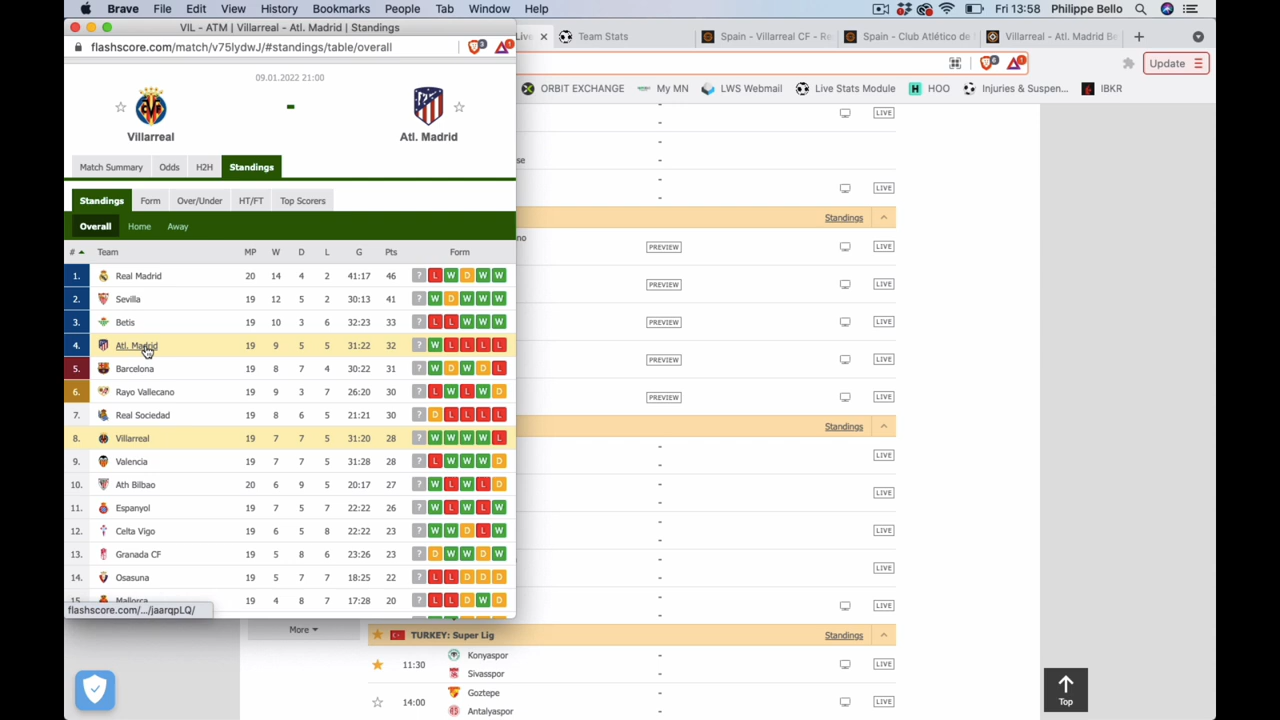 Brave File Edit View History Bookmarks People Tab Window Help Fri 13:58 Philippe Bello
VIL - ATM | Villarreal - Atl. Madrid | Standings
flashscore.com/match/v75lydwJ/#standings/table/overall
3
1
09.01.2022 21:00
-
Villarreal Atl. Madrid
Match Summary Odds H2H Standings
Standings Form Over/Under HT/FT Top Scorers
Overall Home Away
# Team MP W D L G Pts Form
1. Real Madrid 20 14 4 2 41:17 46 ? L W D W W
2. Sevilla 19 12 5 2 30:13 41 ? W D W W W
3. Betis 19 10 3 6 32:23 33 ? L L W W W
4. Atl. Madrid 19 9 5 5 31:22 32 ? W L L L L
5. Barcelona 19 8 7 4 30:22 31 ? W D W D L
6. Rayo Vallecano 19 9 3 7 26:20 30 ? L W L W D
7. Real Sociedad 19 8 6 5 21:21 30 ? D L L L L
8. Villarreal 19 7 7 5 31:20 28 ? W W W W L
9. Valencia 19 7 7 5 31:28 28 ? L W W W D
10. Ath Bilbao 20 6 9 5 20:17 27 ? W L W L D
11. Espanyol 19 7 5 7 22:22 26 ? W L W L W
12. Celta Vigo 19 6 5 8 22:22 23 ? W W D L W
13. Granada CF 19 5 8 6 23:26 23 ? D W W D W
14. Osasuna 19 5 7 7 18:25 22 ? L L D D D
15. Mallorca 19 4 8 7 17:28 20 ? L L D W D
flashscore.com/.../jaarqpLQ/
Live Team Stats Spain - Villarreal CF - Re Spain - Club Atlético de Villarreal - Atl. Madrid Be
6
1
Update
ORBIT EXCHANGE My MN LWS Webmail Live Stats Module HOO Injuries & Suspen... IBKR
- LIVE
-
-
se -
- LIVE
-
Standings
no PREVIEW LIVE
PREVIEW LIVE
PREVIEW LIVE
PREVIEW LIVE
PREVIEW LIVE
Standings
- LIVE
-
- LIVE
-
- LIVE
-
- LIVE
-
- LIVE
-
More
TURKEY: Super Lig Standings
11:30 Konyaspor - LIVE
Sivasspor -
14:00 Goztepe - LIVE
Antalyaspor -
Top